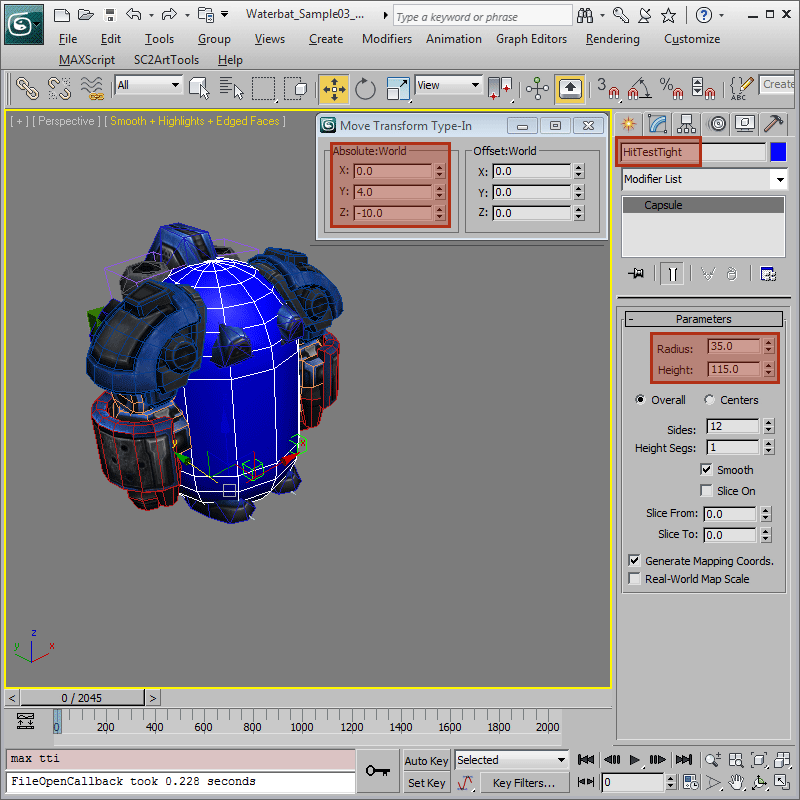 Waterbat_Sample03_...
Type a keyword or phrase
File Edit Tools Group Views Create Modifiers Animation Graph Editors Rendering Customize
MAXScript SC2ArtTools Help
All
View
3
%
ABC
Create
[ + ] [ Perspective ] [ Smooth + Highlights + Edged Faces ]
Move Transform Type-In
Absolute:World
X: 0.0
Y: 4.0
Z: -10.0
Offset:World
X: 0.0
Y: 0.0
Z: 0.0
HitTestTight
Modifier List
Capsule
- Parameters
Radius: 35.0
Height: 115.0
Overall Centers
Sides: 12
Height Segs: 1
Smooth
Slice On
Slice From: 0.0
Slice To: 0.0
Generate Mapping Coords.
Real-World Map Scale
x
z
y
x
< 0 / 2045 >
0 200 400 600 800 1000 1200 1400 1600 1800 2000
max tti
FileOpenCallback took 0.228 seconds
Auto Key Selected
Set Key Key Filters...
0